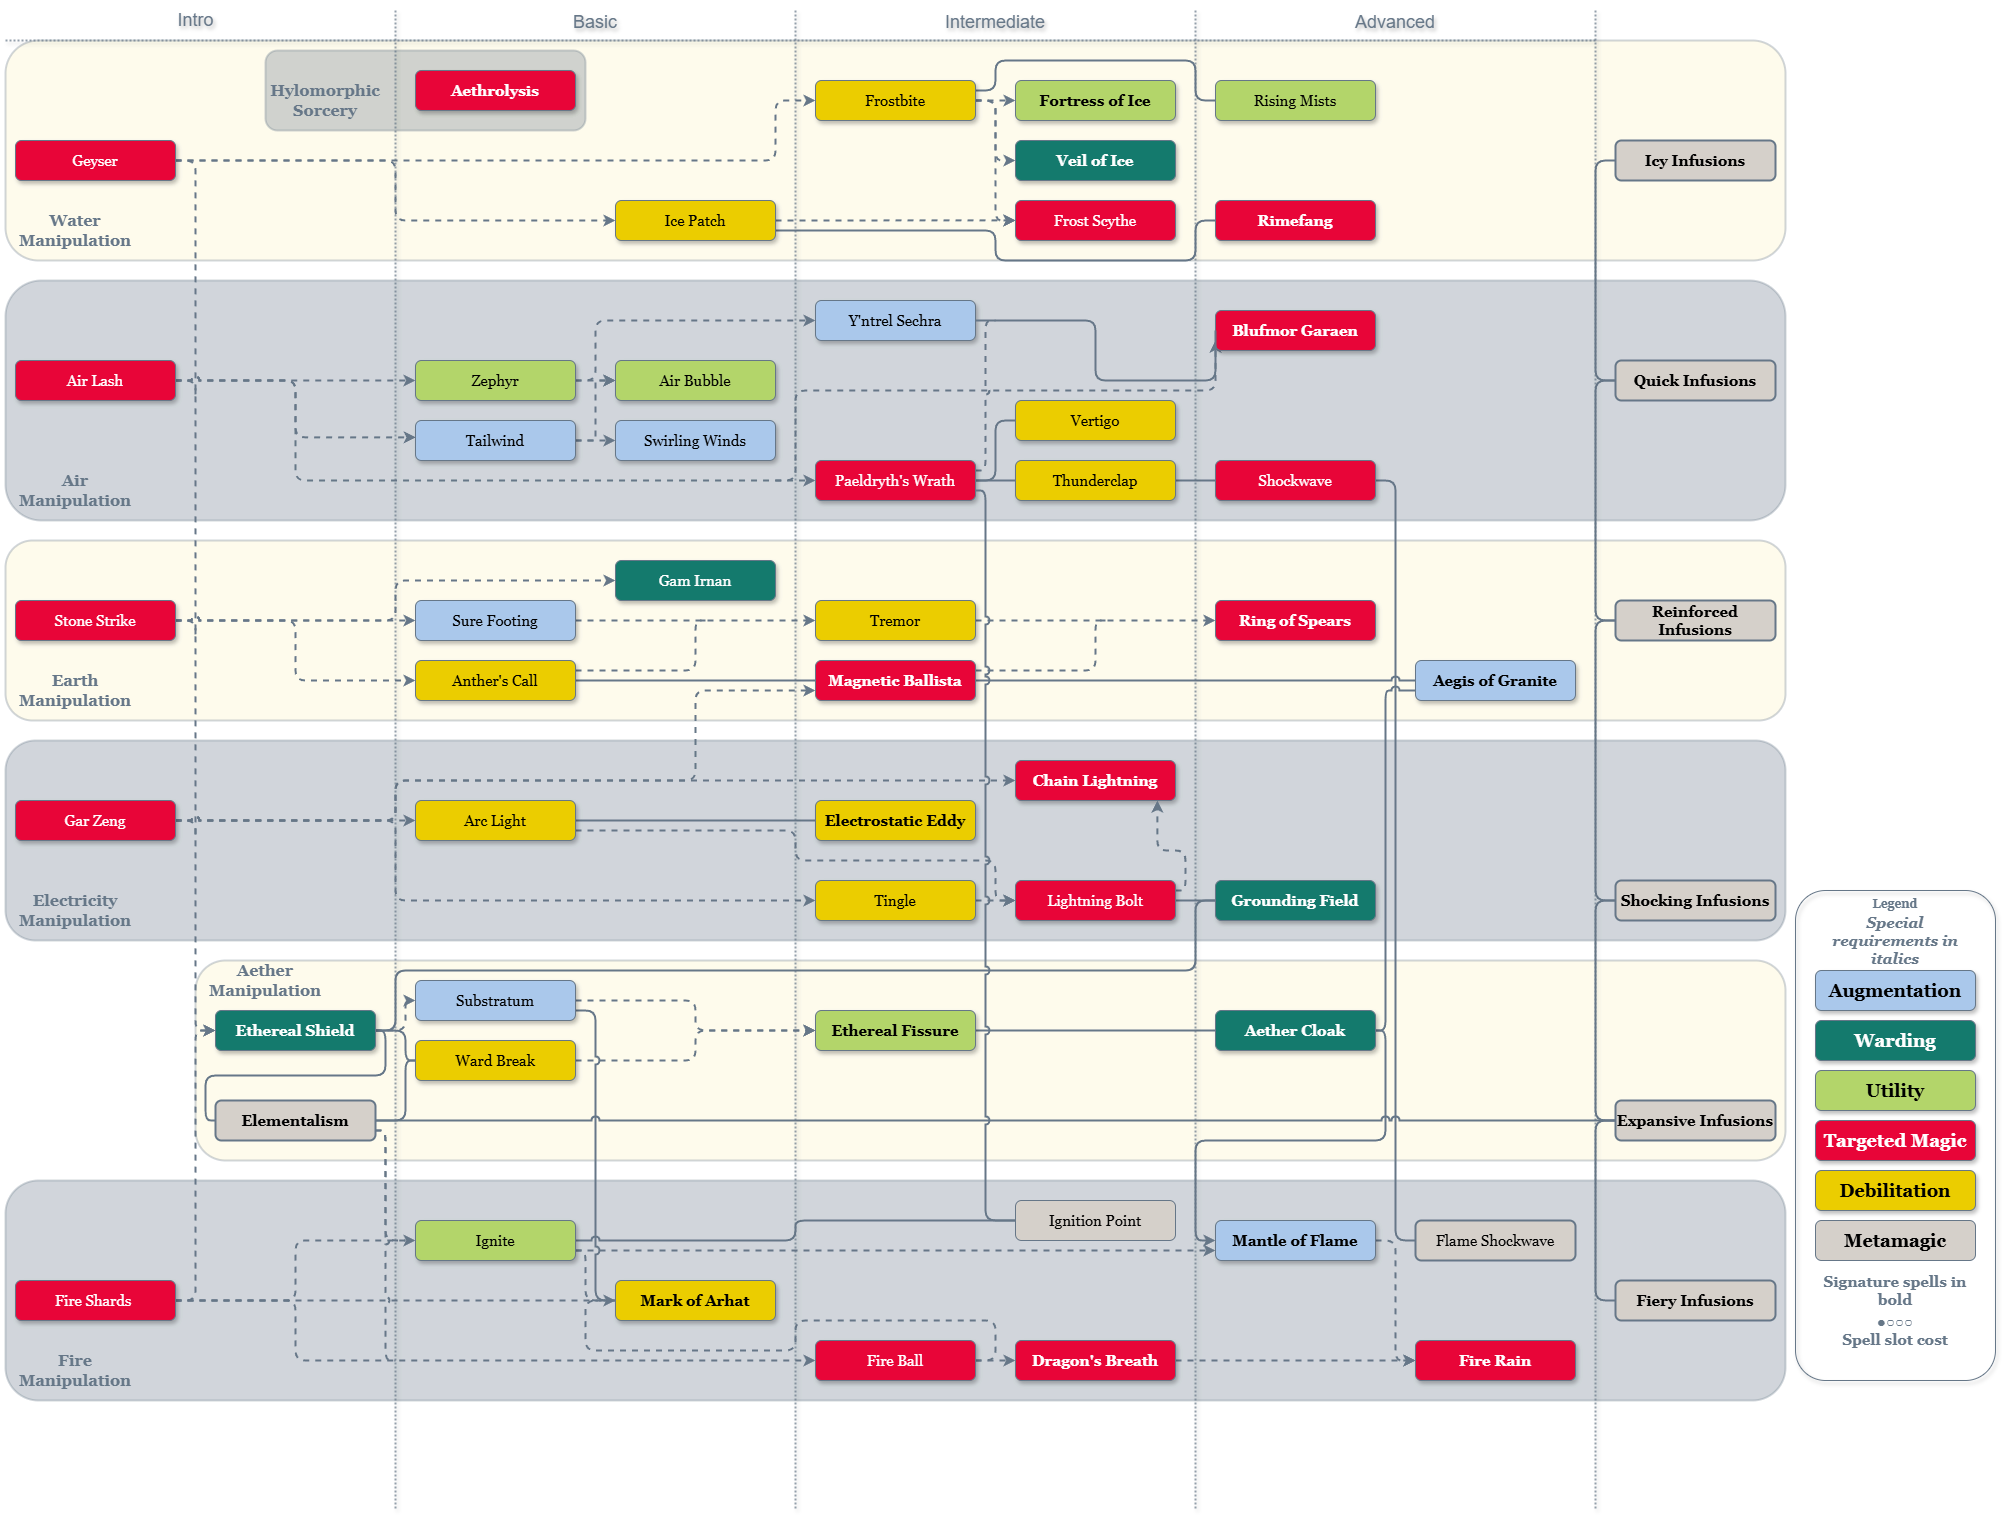 Intro
Basic
Intermediate
Advanced
Hylomorphic
Sorcery
Aethrolysis
Frostbite
Fortress of Ice
Rising Mists
Geyser
Veil of Ice
Icy Infusions
Water
Manipulation
Ice Patch
Frost Scythe
Rimefang
Y'ntrel Sechra
Blufmor Garaen
Air Lash
Zephyr
Air Bubble
Quick Infusions
Tailwind
Swirling Winds
Vertigo
Air
Manipulation
Paeldryth's Wrath
Thunderclap
Shockwave
Gam Irnan
Stone Strike
Sure Footing
Tremor
Ring of Spears
Reinforced
Infusions
Earth
Manipulation
Anther's Call
Magnetic Ballista
Aegis of Granite
Chain Lightning
Gar Zeng
Arc Light
Electrostatic Eddy
Electricity
Manipulation
Tingle
Lightning Bolt
Grounding Field
Shocking Infusions
Aether
Manipulation
Substratum
Ethereal Shield
Ethereal Fissure
Aether Cloak
Ward Break
Elementalism
Expansive Infusions
Ignition Point
Ignite
Mantle of Flame
Flame Shockwave
Fire Shards
Mark of Arhat
Fiery Infusions
Fire
Manipulation
Fire Ball
Dragon's Breath
Fire Rain
Legend
Special
requirements in
italics
Augmentation
Warding
Utility
Targeted Magic
Debilitation
Metamagic
Signature spells in
bold
●○○○
Spell slot cost